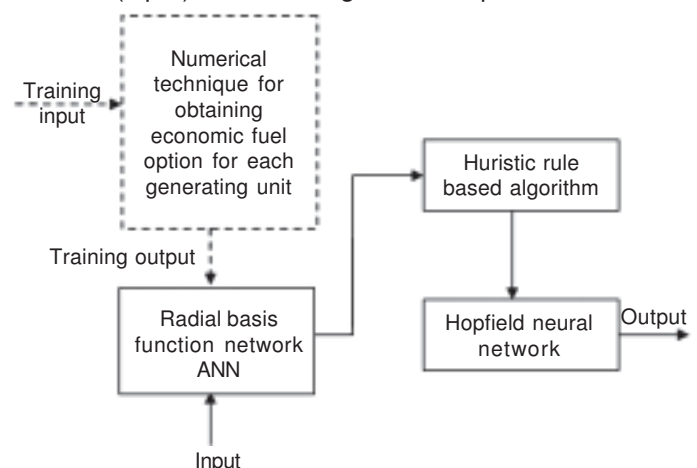 Numerical
technique for
obtaining
economic fuel
option for each
generating unit
Training
input
Training output
Radial basis
function network
ANN
Input
Huristic rule
based algorithm
Hopfield neural
network
Output